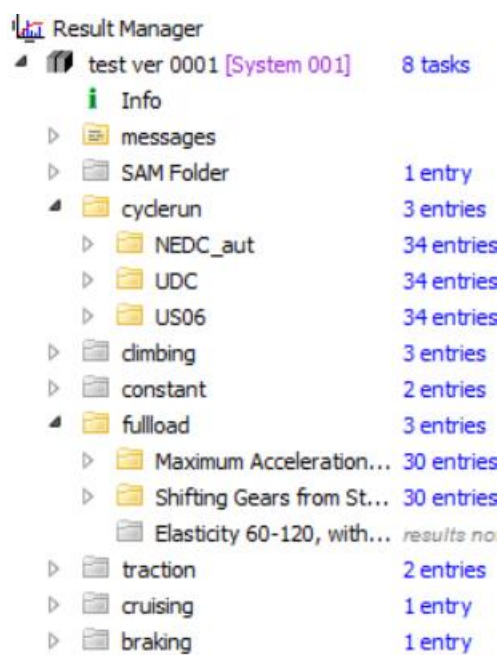 Result Manager
test ver 0001 [System 001] 8 tasks
i Info
messages
SAM Folder 1 entry
cyclerun 3 entries
NEDC_aut 34 entries
UDC 34 entries
US06 34 entries
climbing 3 entries
constant 2 entries
fullload 3 entries
Maximum Acceleration... 30 entries
Shifting Gears from St... 30 entries
Elasticity 60-120, with... results
traction 2 entries
cruising 1 entry
braking 1 entry